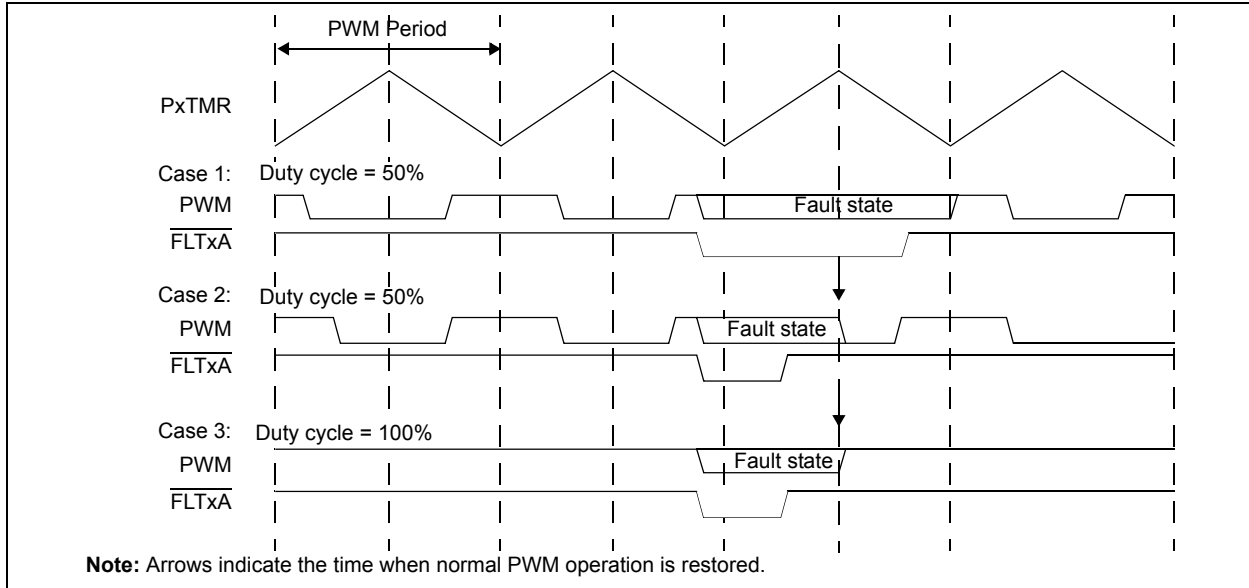 PWM Period
PxTMR
Case 1: Duty cycle = 50%
PWM
Fault state
FLTxA
Case 2: Duty cycle = 50%
PWM
Fault state
FLTxA
Case 3: Duty cycle = 100%
PWM
Fault state
FLTxA
Note: Arrows indicate the time when normal PWM operation is restored.